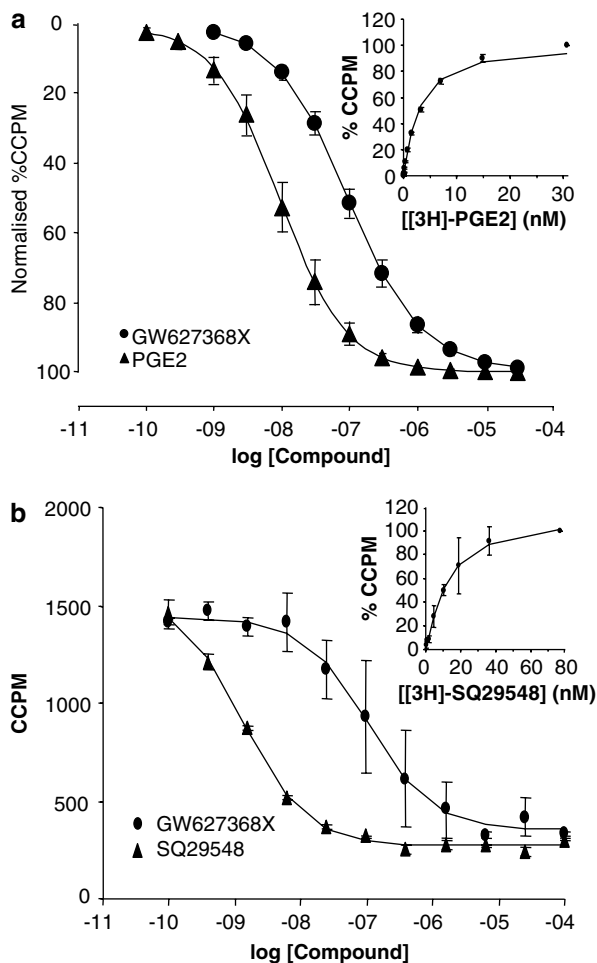 a
Normalised %CCPM
0
20
40
60
80
100
GW627368X
PGE2
-11 -10 -09 -08 -07 -06 -05 -04
log [Compound]
% CCPM
120
100
80
60
40
20
0
0 10 20 30
[[3H]-PGE2] (nM)
b
CCPM
2000
1500
1000
500
0
GW627368X
SQ29548
-11 -10 -09 -08 -07 -06 -05 -04
log [Compound]
% CCPM
120
100
80
60
40
20
0
0 20 40 60 80
[[3H]-SQ29548] (nM)